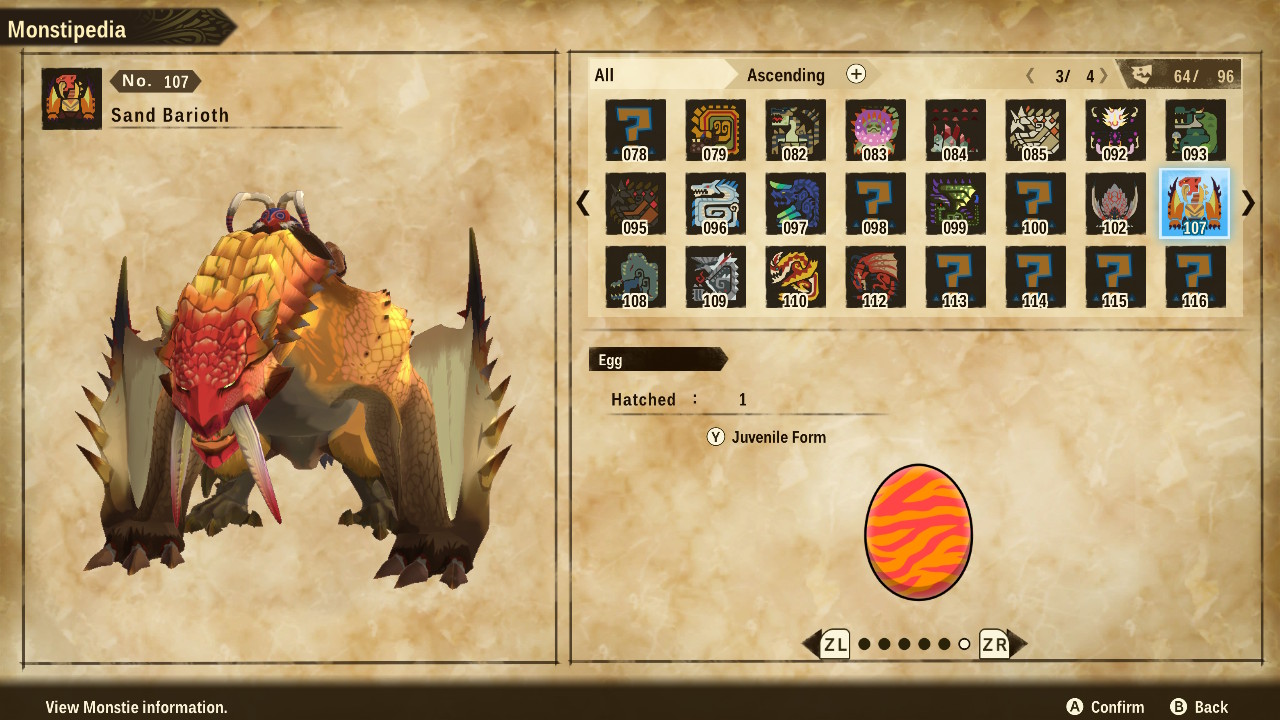 Monstipedia
No. 107
Sand Barioth
All
Ascending
3/ 4
64/ 96
? 078
079
082
083
084
085
092
093
095
096
097
? 098
099
? 100
102
107
108
109
110
112
? 113
? 114
? 115
? 116
Egg
Hatched : 1
Y Juvenile Form
ZL
ZR
View Monstie information.
A Confirm
B Back